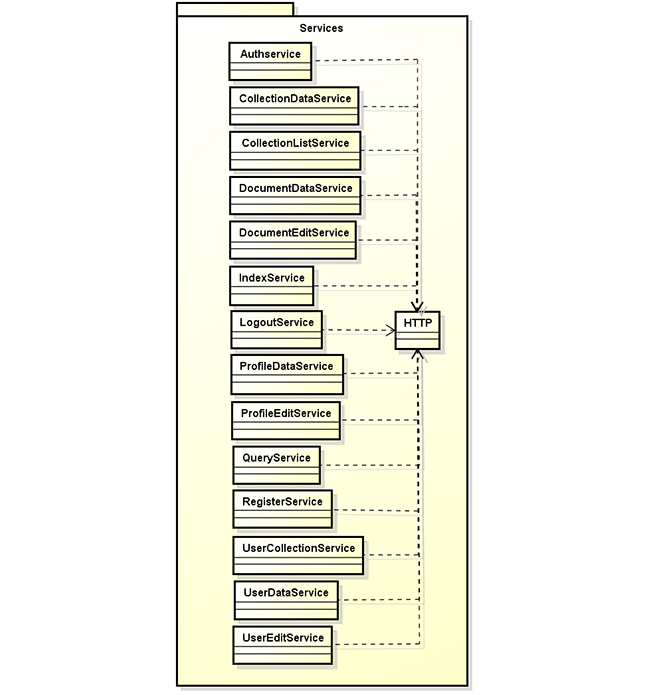 Services
Authservice
CollectionDataService
CollectionListService
DocumentDataService
DocumentEditService
IndexService
LogoutService
HTTP
ProfileDataService
ProfileEditService
QueryService
RegisterService
UserCollectionService
UserDataService
UserEditService